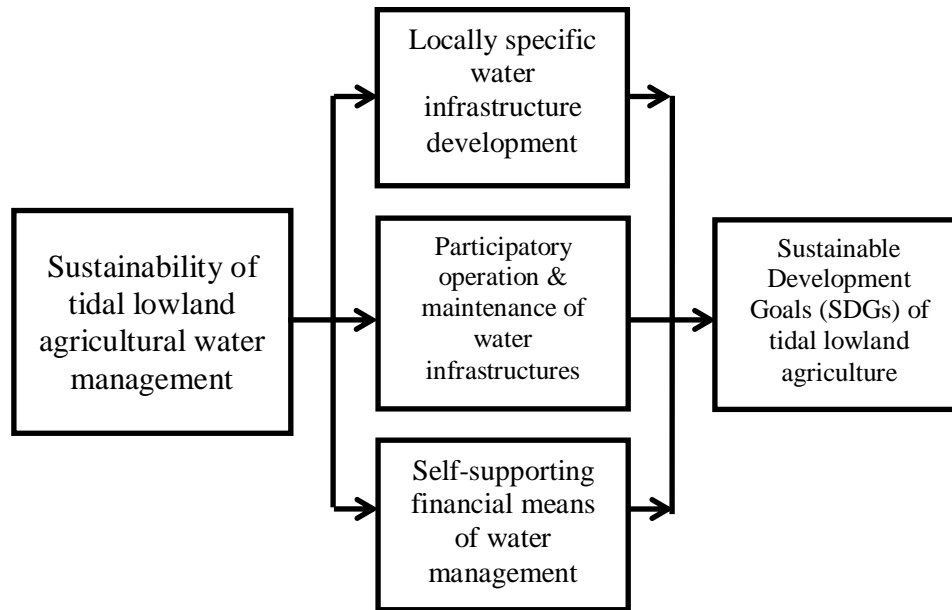 Locally specific
water
infrastructure
development
Sustainability of
tidal lowland
agricultural water
management
Participatory
operation &
maintenance of
water
infrastructures
Sustainable
Development
Goals (SDGs) of
tidal lowland
agriculture
Self-supporting
financial means
of water
management